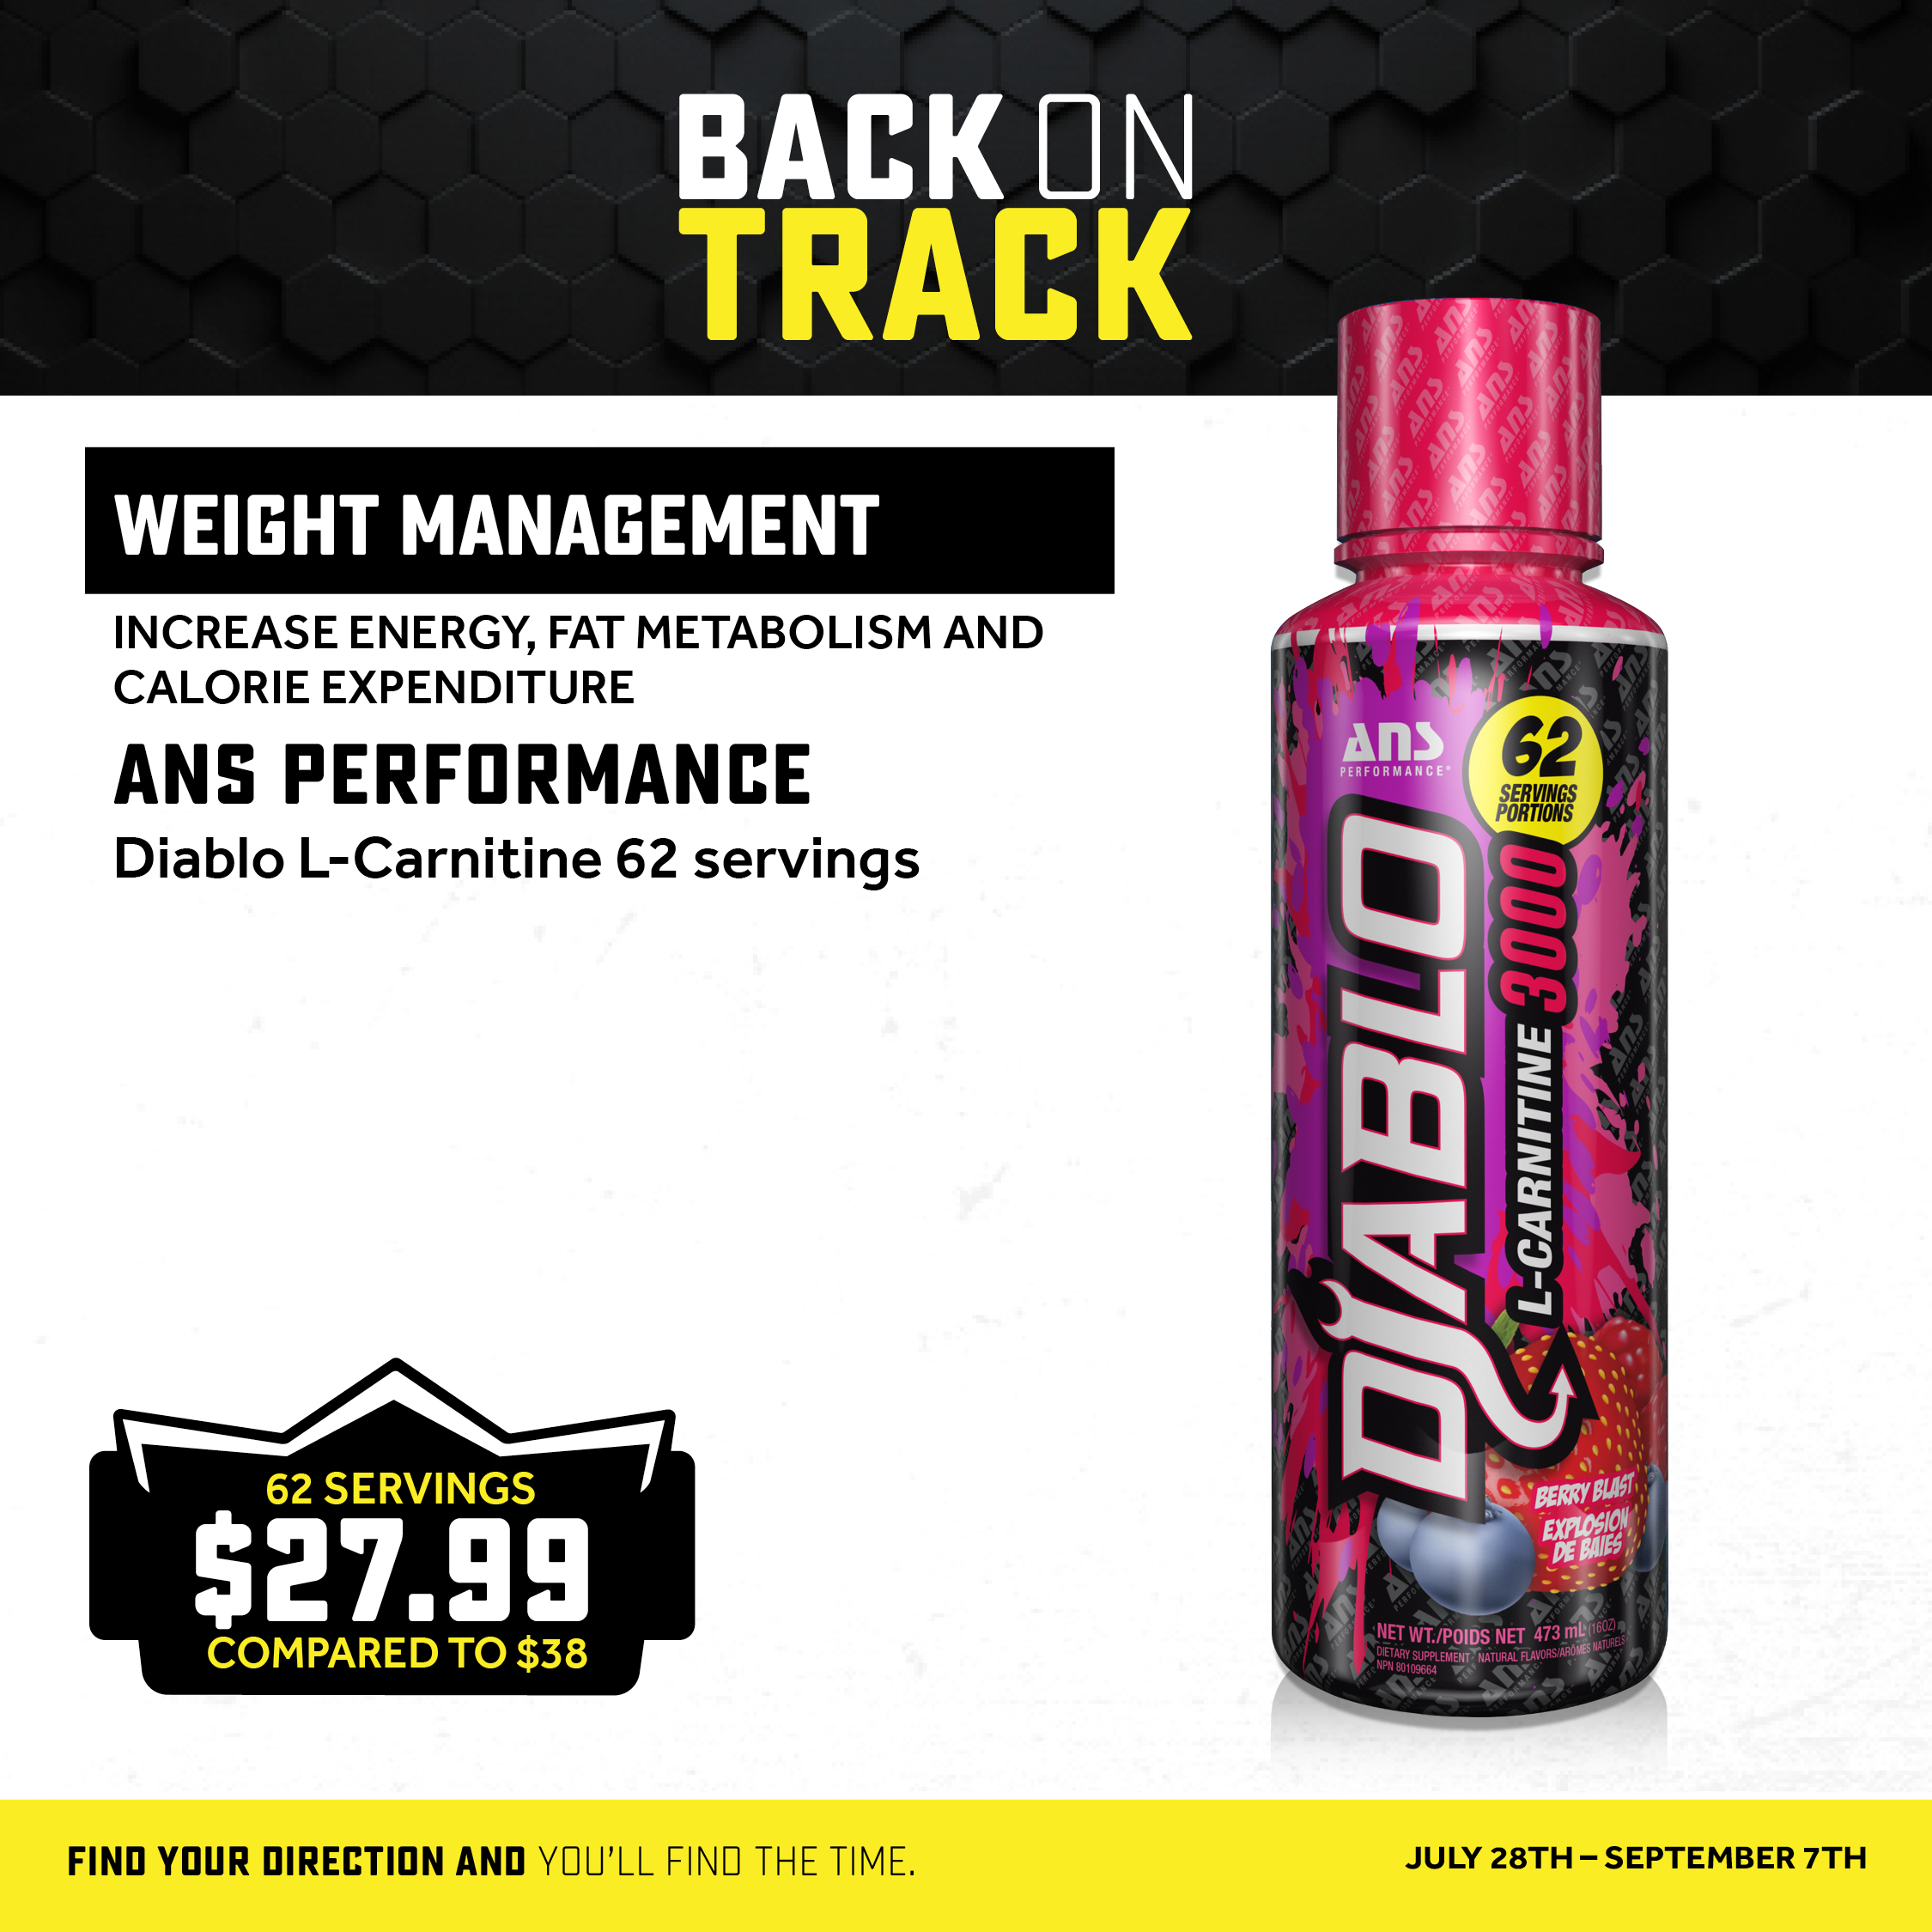 BACK ON
TRACK
WEIGHT MANAGEMENT
INCREASE ENERGY, FAT METABOLISM AND
CALORIE EXPENDITURE
ANS PERFORMANCE
Diablo L-Carnitine 62 servings
ANS
PERFORMANCE®
62
SERVINGS
PORTIONS
DIABLO
L-CARNITINE 3000
BERRY BLAST
EXPLOSION
DE BAIES
NET WT./POIDS NET 473 mL (16OZ)
DIETARY SUPPLEMENT · NATURAL FLAVORS/ARÔMES NATURELS
NPN 80109664
62 SERVINGS
$27.99
COMPARED TO $38
FIND YOUR DIRECTION AND YOU'LL FIND THE TIME.
JULY 28TH – SEPTEMBER 7TH